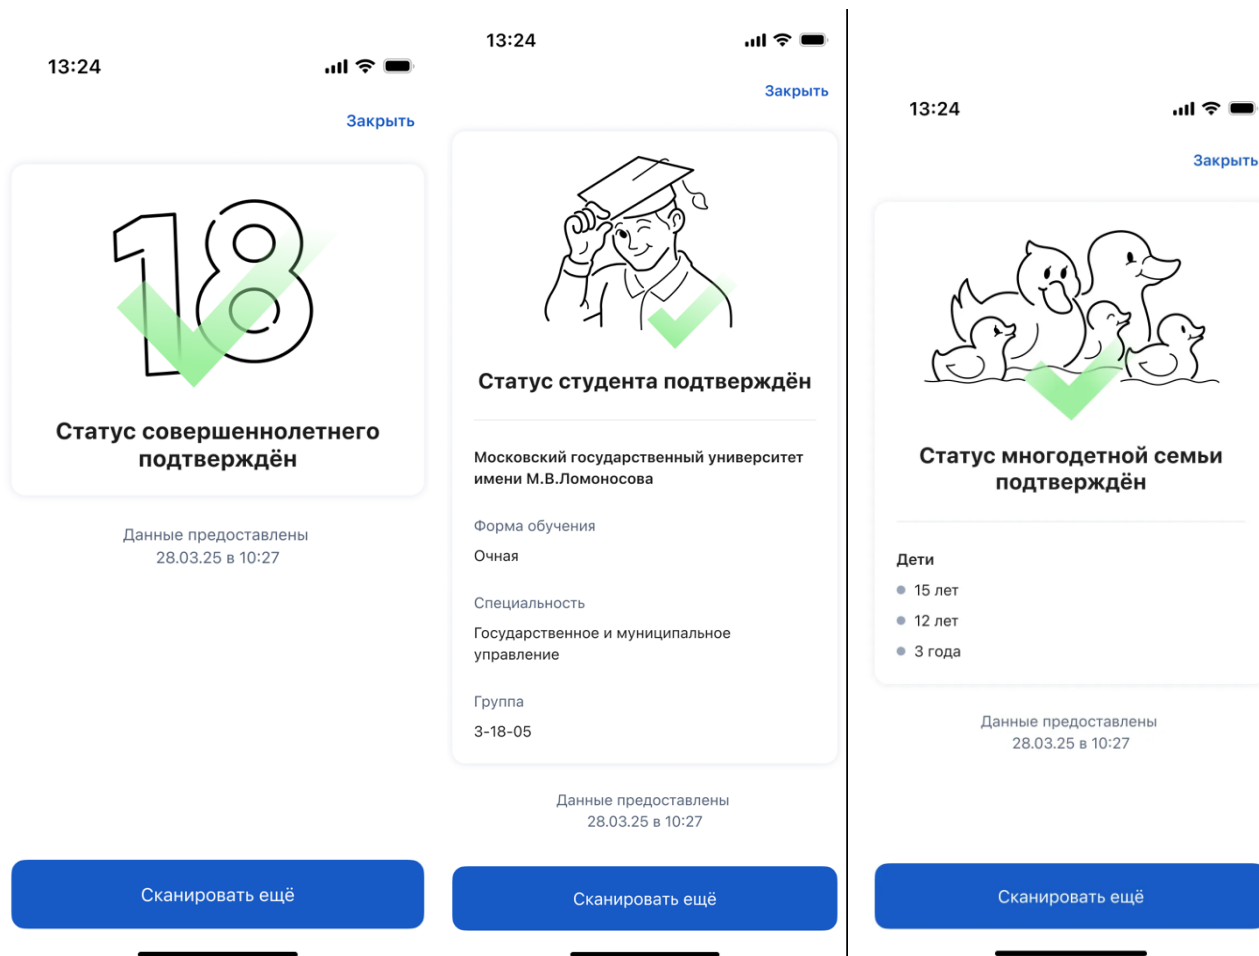 13:24
Закрыть
18
Статус совершеннолетнего
подтверждён
Данные предоставлены
28.03.25 в 10:27
Сканировать ещё
13:24
Закрыть
Статус студента подтверждён
Московский государственный университет
имени М.В.Ломоносова
Форма обучения
Очная
Специальность
Государственное и муниципальное
управление
Группа
3-18-05
Данные предоставлены
28.03.25 в 10:27
Сканировать ещё
13:24
Закрыть
Статус многодетной семьи
подтверждён
Дети
15 лет
12 лет
3 года
Данные предоставлены
28.03.25 в 10:27
Сканировать ещё